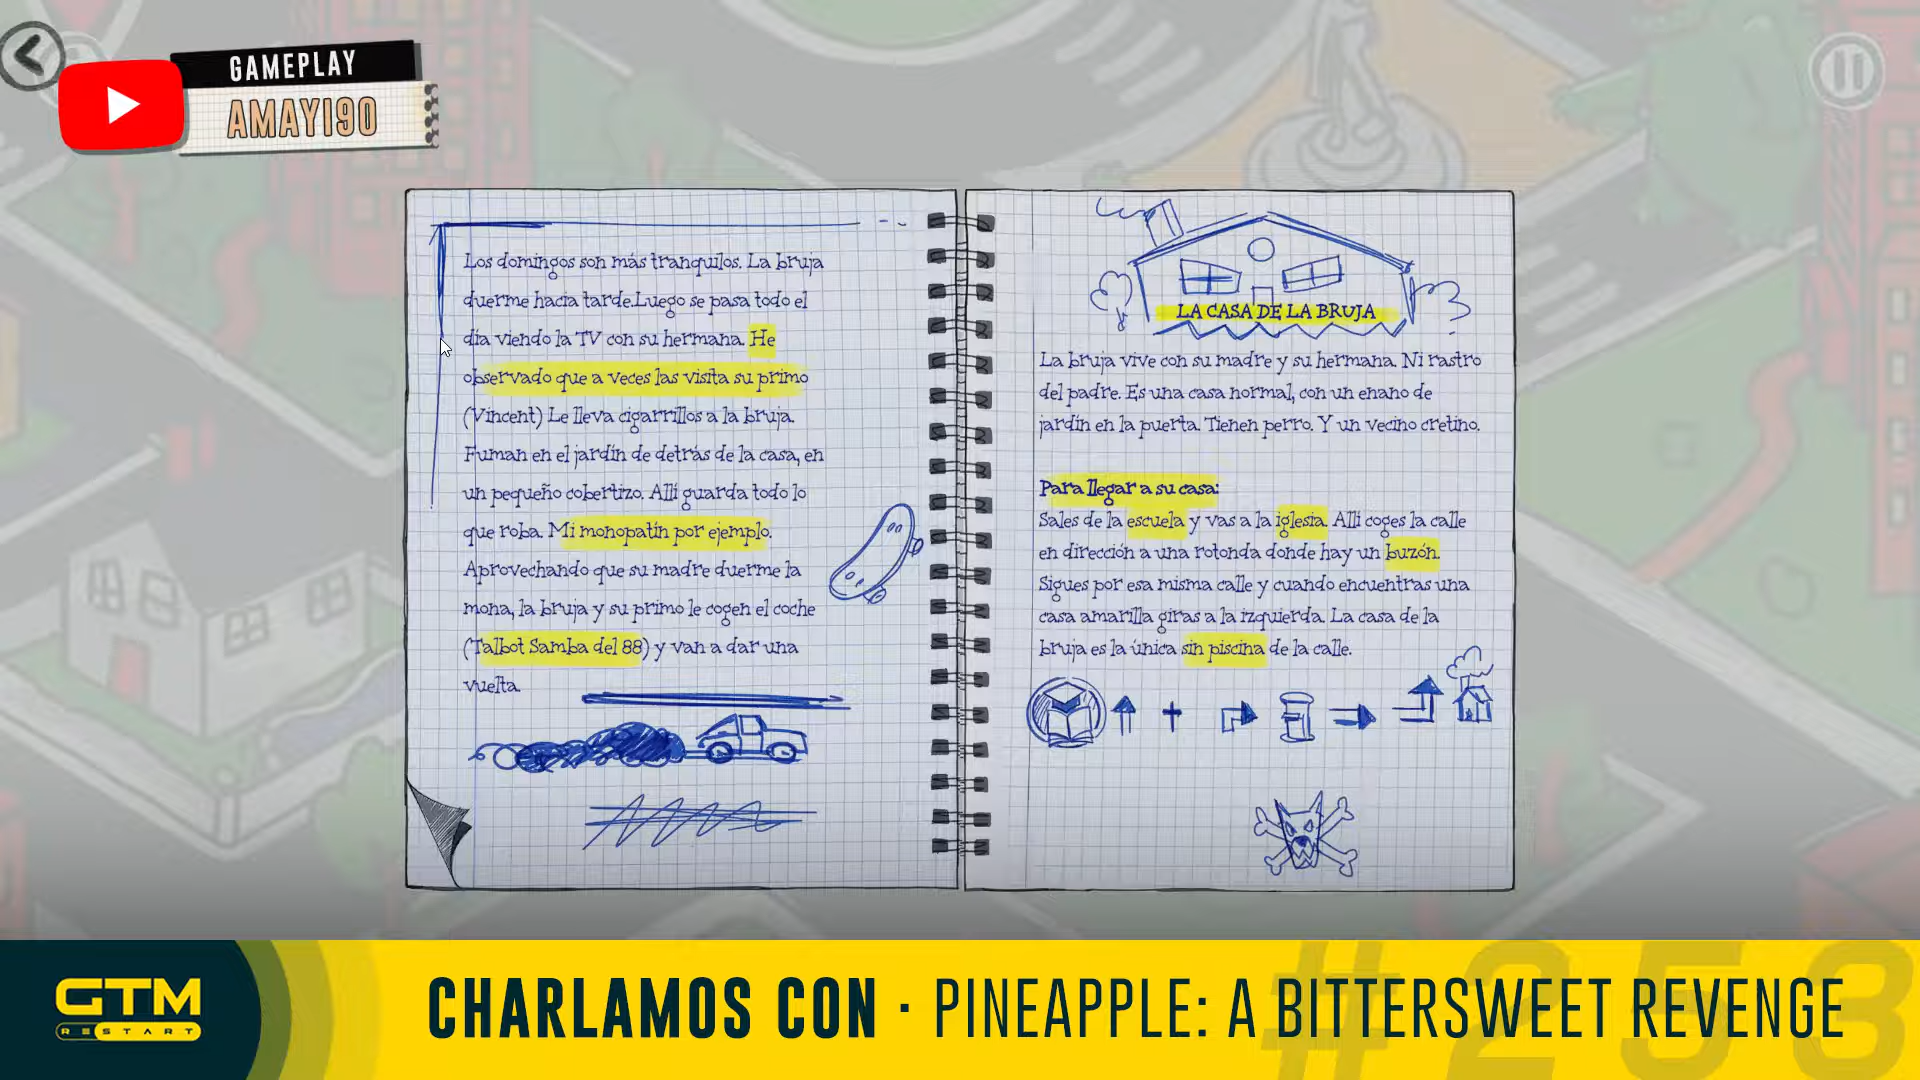 GAMEPLAY
AMAYI90
Los domingos son más tranquilos. La bruja
duerme hacia tarde.Luego se pasa todo el
día viendo la TV con su hermana. He
observado que a veces las visita su primo
(Vincent) Le lleva cigarrillos a la bruja.
Fuman en el jardín de detrás de la casa, en
un pequeño cobertizo. Allí guarda todo lo
que roba. Mi monopatín por ejemplo.
Aprovechando que su madre duerme la
mona, la bruja y su primo le cogen el coche
(Talbot Samba del 88) y van a dar una
vuelta.
LA CASA DE LA BRUJA
La bruja vive con su madre y su hermana. Ni rastro
del padre. Es una casa normal, con un enano de
jardín en la puerta. Tienen perro. Y un vecino cretino.
Para llegar a su casa:
Sales de la escuela y vas a la iglesia. Allí coges la calle
en dirección a una rotonda donde hay un buzón.
Sigues por esa misma calle y cuando encuentras una
casa amarilla giras a la izquierda. La casa de la
bruja es la única sin piscina de la calle.
GTM
RESTART
CHARLAMOS CON · PINEAPPLE: A BITTERSWEET REVENGE
#258